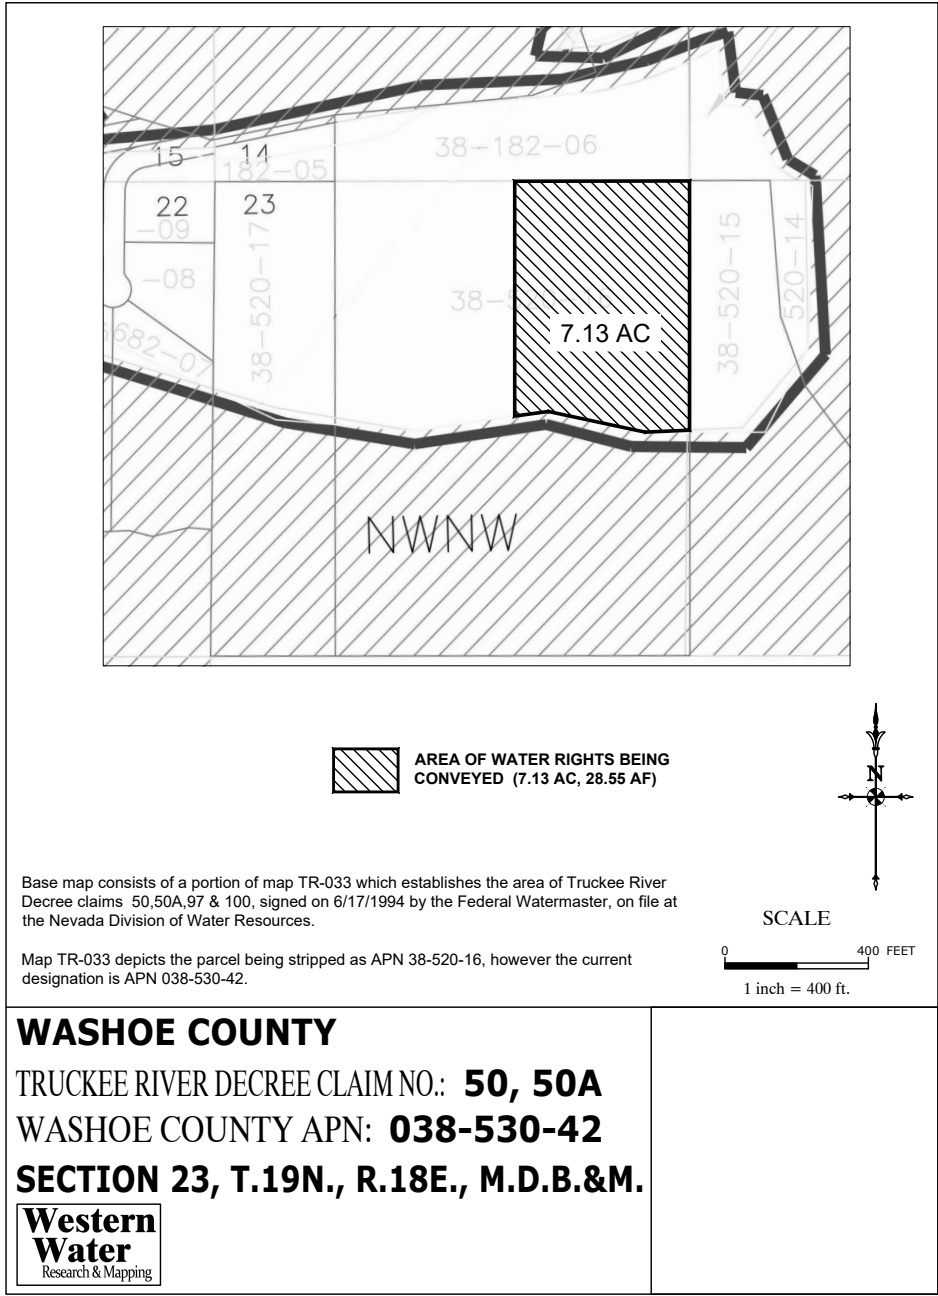 38-182-06
15
14
182-05
22
23
-09
-08
38-520-17
38-5
7.13 AC
38-520-15
520-14
682-07
NWNW
AREA OF WATER RIGHTS BEING
CONVEYED (7.13 AC, 28.55 AF)
N
Base map consists of a portion of map TR-033 which establishes the area of Truckee River
Decree claims 50,50A,97 & 100, signed on 6/17/1994 by the Federal Watermaster, on file at
the Nevada Division of Water Resources.
Map TR-033 depicts the parcel being stripped as APN 38-520-16, however the current
designation is APN 038-530-42.
SCALE
0 400 FEET
1 inch = 400 ft.
WASHOE COUNTY
TRUCKEE RIVER DECREE CLAIM NO.: 50, 50A
WASHOE COUNTY APN: 038-530-42
SECTION 23, T.19N., R.18E., M.D.B.&M.
Western
Water
Research & Mapping